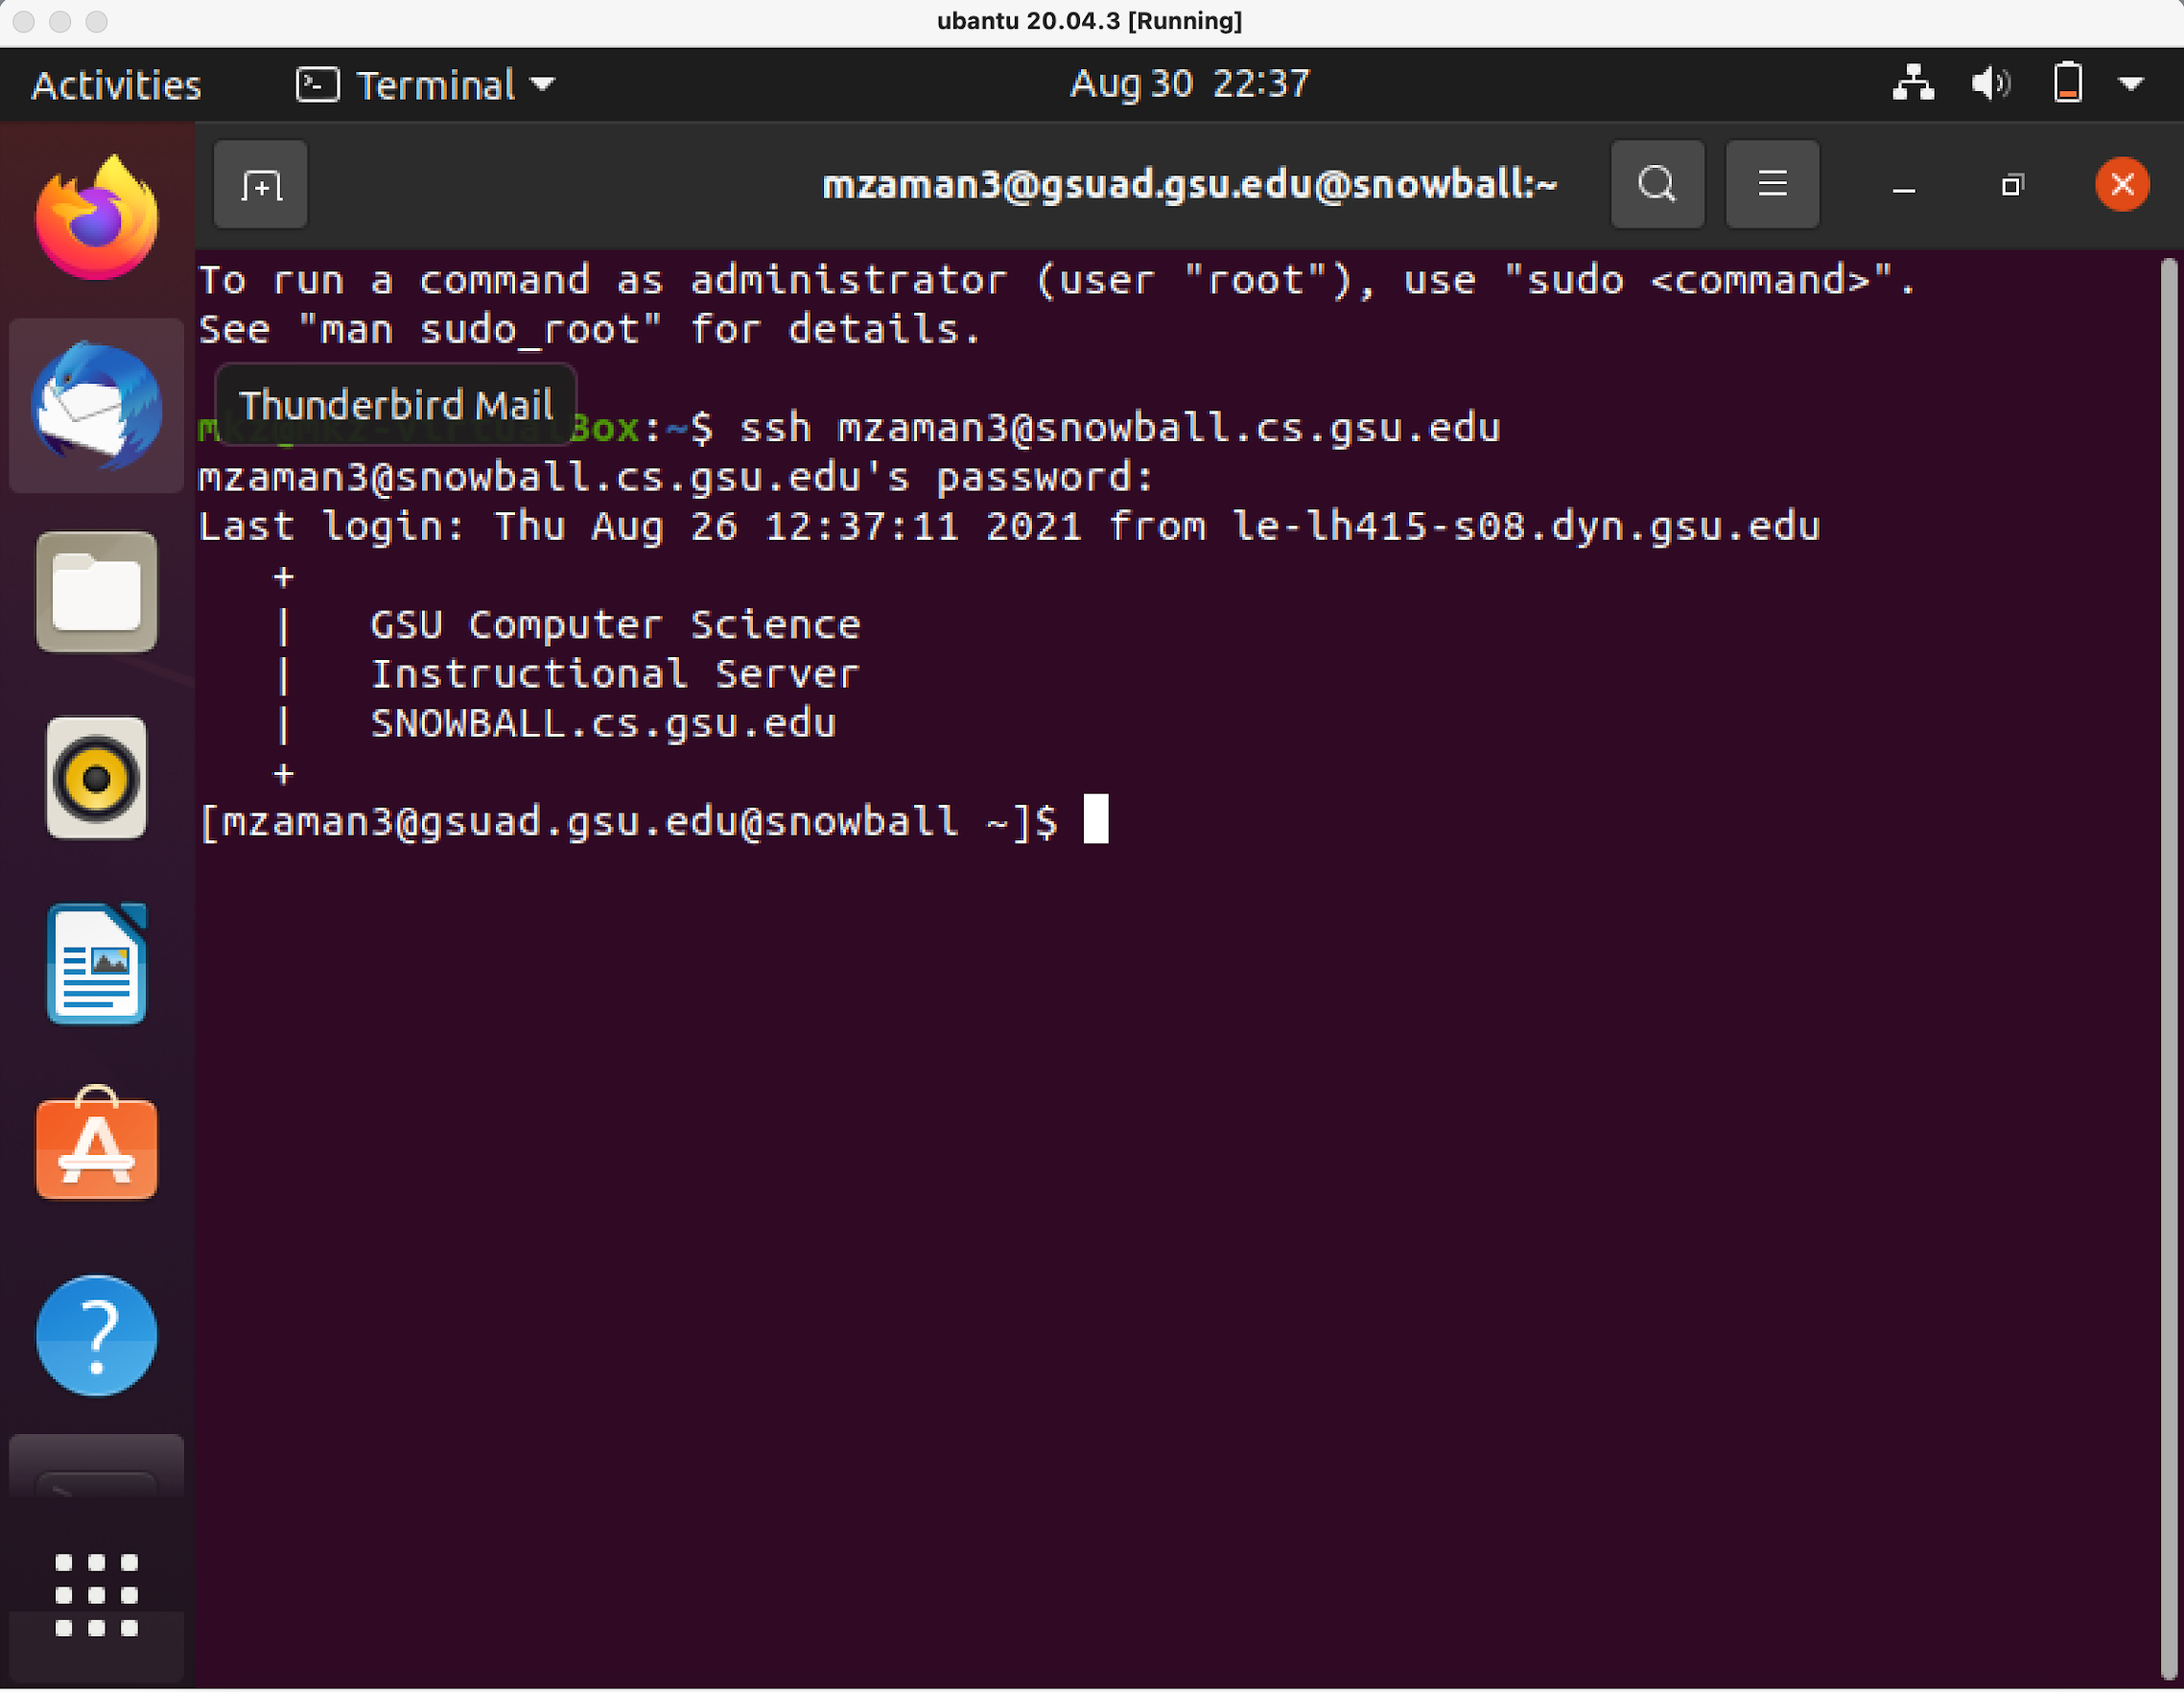 ubantu 20.04.3 [Running]
Activities Terminal Aug 30 22:37
mzaman3@gsuad.gsu.edu@snowball:~
To run a command as administrator (user "root"), use "sudo <command>".
See "man sudo_root" for details.
Thunderbird Mail
Box:~$ ssh mzaman3@snowball.cs.gsu.edu
mzaman3@snowball.cs.gsu.edu's password:
Last login: Thu Aug 26 12:37:11 2021 from le-lh415-s08.dyn.gsu.edu
+
| GSU Computer Science
| Instructional Server
| SNOWBALL.cs.gsu.edu
+
[mzaman3@gsuad.gsu.edu@snowball ~]$